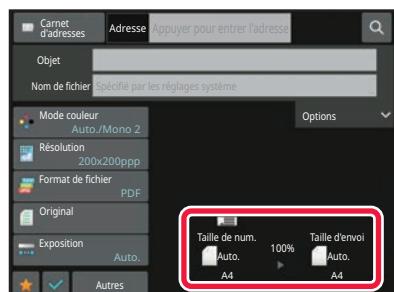 Carnet
d'adresses
Adresse
Appuyer pour entrer l'adresse
Objet
Nom de fichier
Spécifié par les réglages système
Mode couleur
Auto./Mono 2
Options
Résolution
200x200ppp
Format de fichier
PDF
Original
Exposition
Auto.
Taille de num.
100%
Taille d'envoi
Auto.
Auto.
A4
A4
Autres